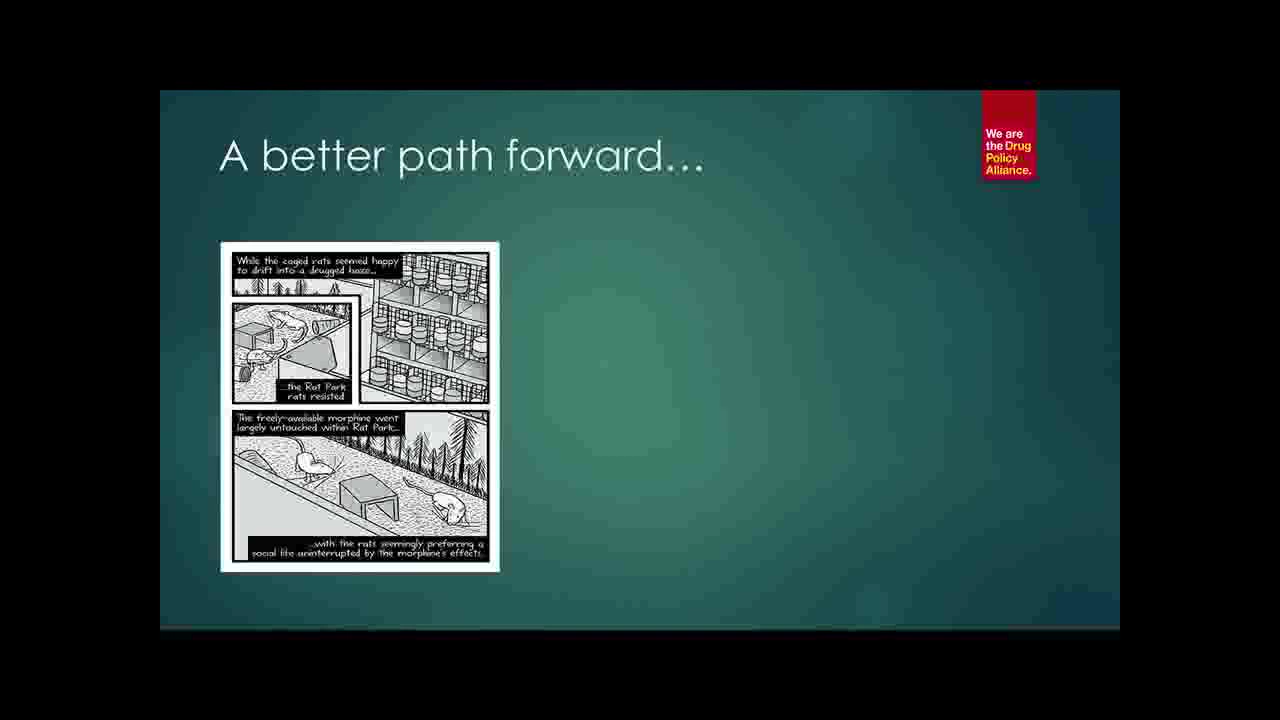 A better path forward...
We are
the Drug
Policy
Alliance.
While the caged rats seemed happy
to drift into a drugged haze...
...the Rat Park
rats resisted
The freely-available morphine went
largely untouched within Rat Park...
...with the rats seemingly preferring a
social life uninterrupted by the morphine's effects.